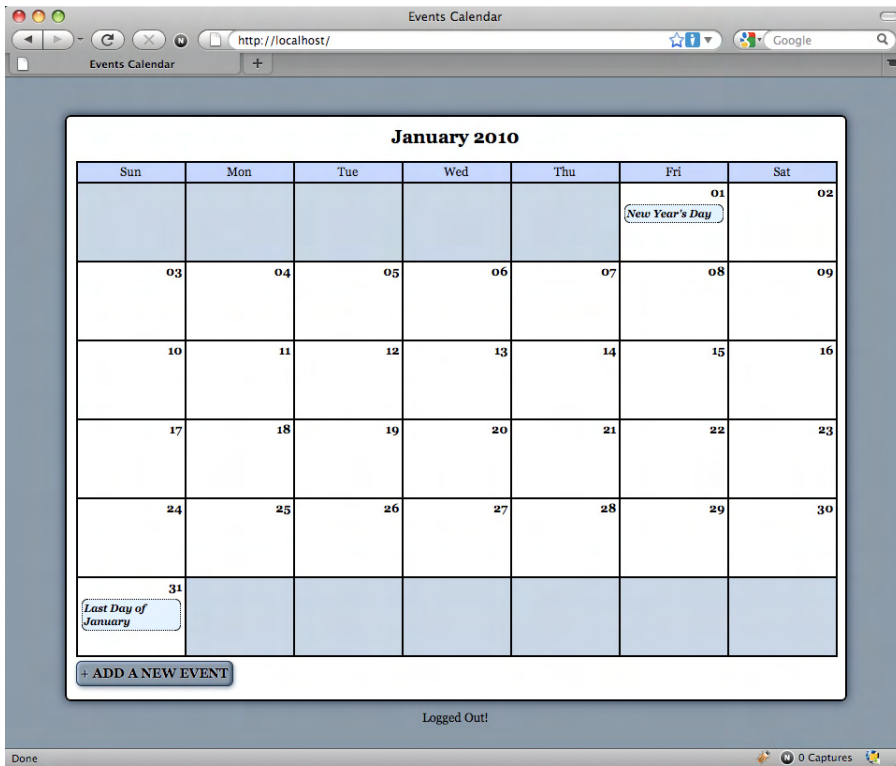 Events Calendar
http://localhost/
Google
Events Calendar
+
January 2010
Sun Mon Tue Wed Thu Fri Sat
01 02
New Year's Day
03 04 05 06 07 08 09
10 11 12 13 14 15 16
17 18 19 20 21 22 23
24 25 26 27 28 29 30
31
Last Day of
January
+ ADD A NEW EVENT
Logged Out!
Done
N 0 Captures